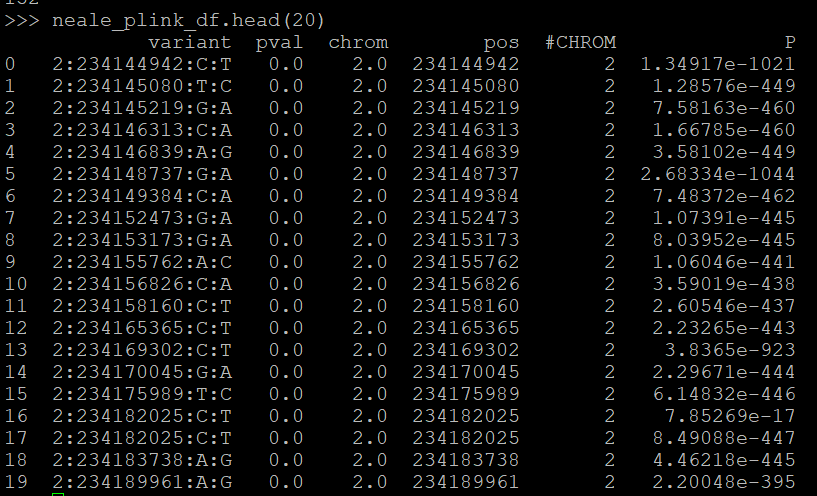 132
>>> neale_plink_df.head(20)
variant pval chrom pos #CHROM P
0 2:234144942:C:T 0.0 2.0 234144942 2 1.34917e-1021
1 2:234145080:T:C 0.0 2.0 234145080 2 1.28576e-449
2 2:234145219:G:A 0.0 2.0 234145219 2 7.58163e-460
3 2:234146313:C:A 0.0 2.0 234146313 2 1.66785e-460
4 2:234146839:A:G 0.0 2.0 234146839 2 3.58102e-449
5 2:234148737:G:A 0.0 2.0 234148737 2 2.68334e-1044
6 2:234149384:C:A 0.0 2.0 234149384 2 7.48372e-462
7 2:234152473:G:A 0.0 2.0 234152473 2 1.07391e-445
8 2:234153173:G:A 0.0 2.0 234153173 2 8.03952e-445
9 2:234155762:A:C 0.0 2.0 234155762 2 1.06046e-441
10 2:234156826:C:A 0.0 2.0 234156826 2 3.59019e-438
11 2:234158160:C:T 0.0 2.0 234158160 2 2.60546e-437
12 2:234165365:C:T 0.0 2.0 234165365 2 2.23265e-443
13 2:234169302:C:T 0.0 2.0 234169302 2 3.8365e-923
14 2:234170045:G:A 0.0 2.0 234170045 2 2.29671e-444
15 2:234175989:T:C 0.0 2.0 234175989 2 6.14832e-446
16 2:234182025:C:T 0.0 2.0 234182025 2 7.85269e-17
17 2:234182025:C:T 0.0 2.0 234182025 2 8.49088e-447
18 2:234183738:A:G 0.0 2.0 234183738 2 4.46218e-445
19 2:234189961:A:G 0.0 2.0 234189961 2 2.20048e-395